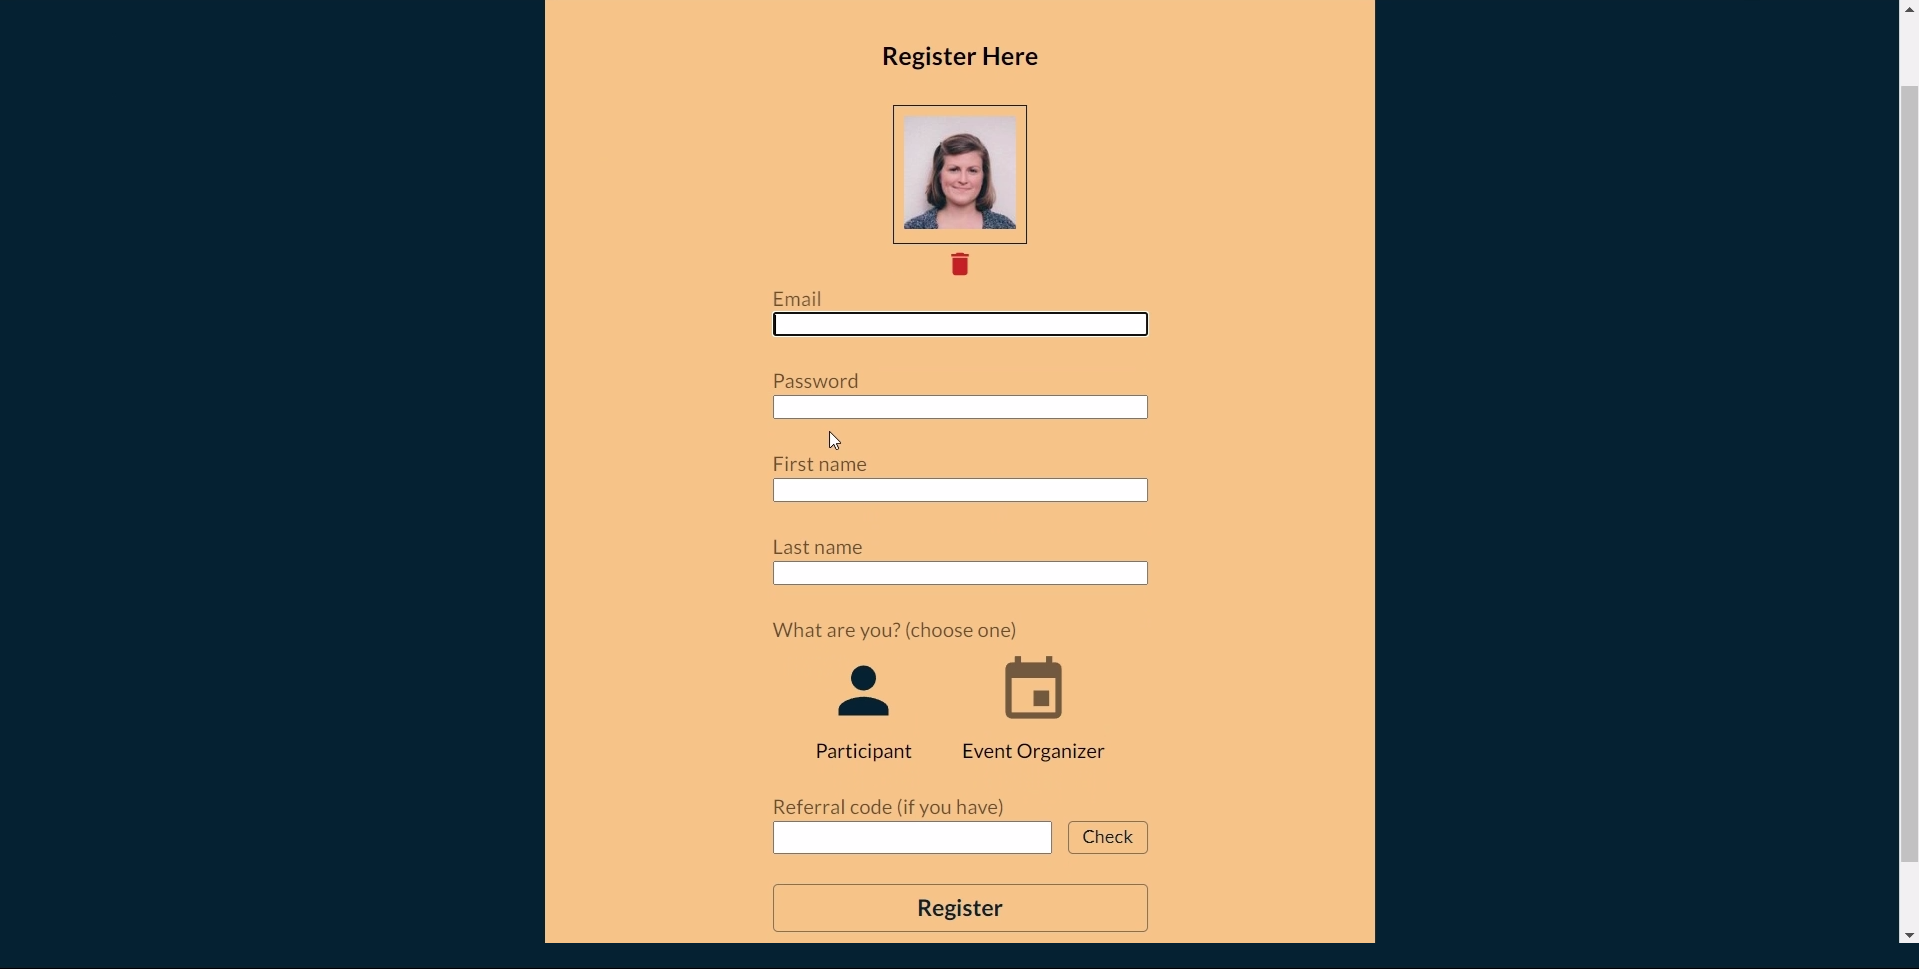 Register Here
Email
Password
First name
Last name
What are you? (choose one)
Participant Event Organizer
Referral code (if you have)
Check
Register